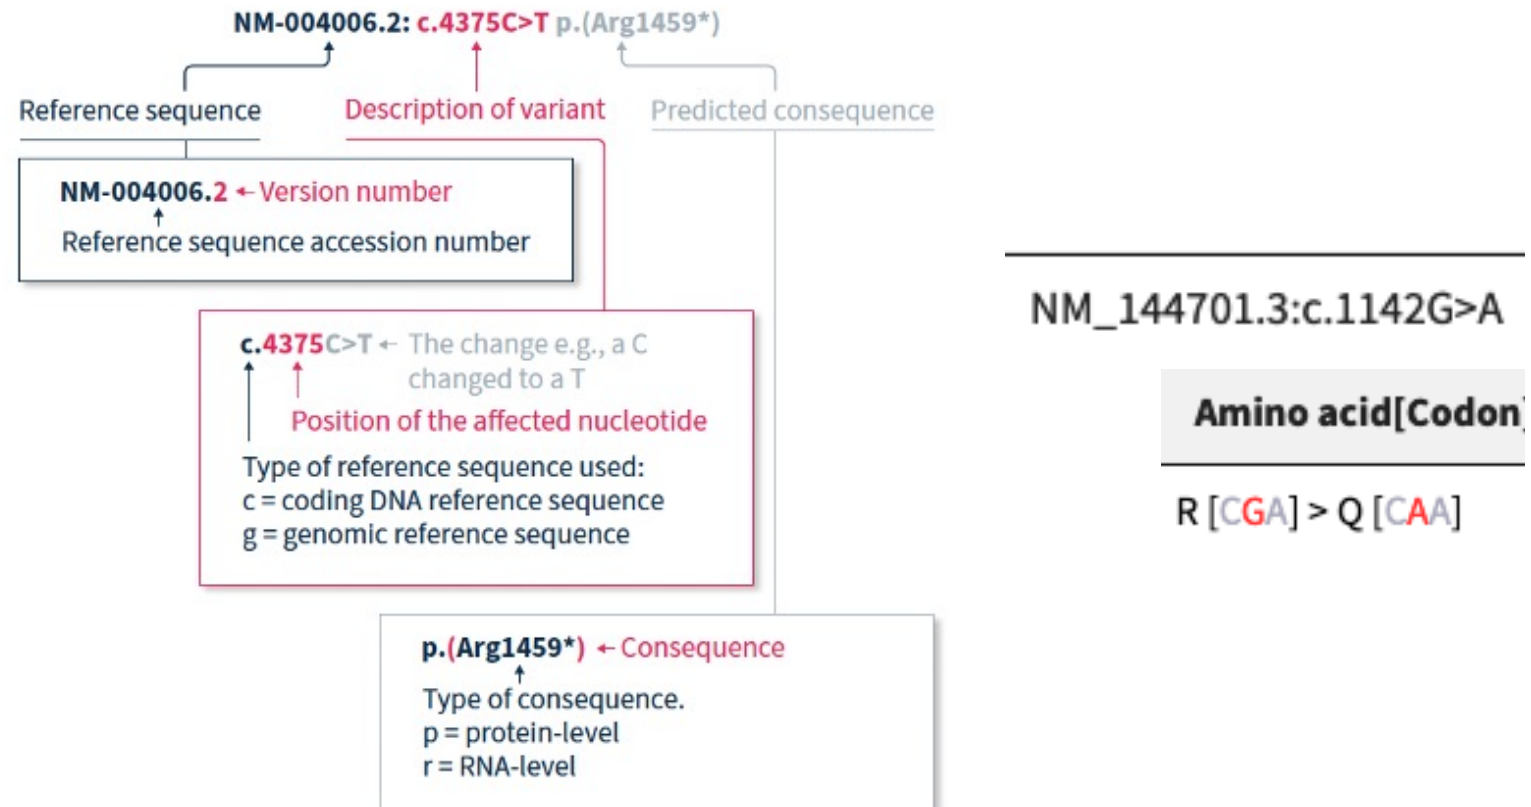 NM-004006.2: c.4375C>T p.(Arg1459*)
Reference sequence
Description of variant
Predicted consequence
NM-004006.2 ← Version number
Reference sequence accession number
c.4375C>T ← The change e.g., a C
changed to a T
Position of the affected nucleotide
Type of reference sequence used:
c = coding DNA reference sequence
g = genomic reference sequence
p.(Arg1459*) ← Consequence
Type of consequence.
p = protein-level
r = RNA-level
NM_144701.3:c.1142G>A
Amino acid[Codon]
R [CGA] > Q [CAA]